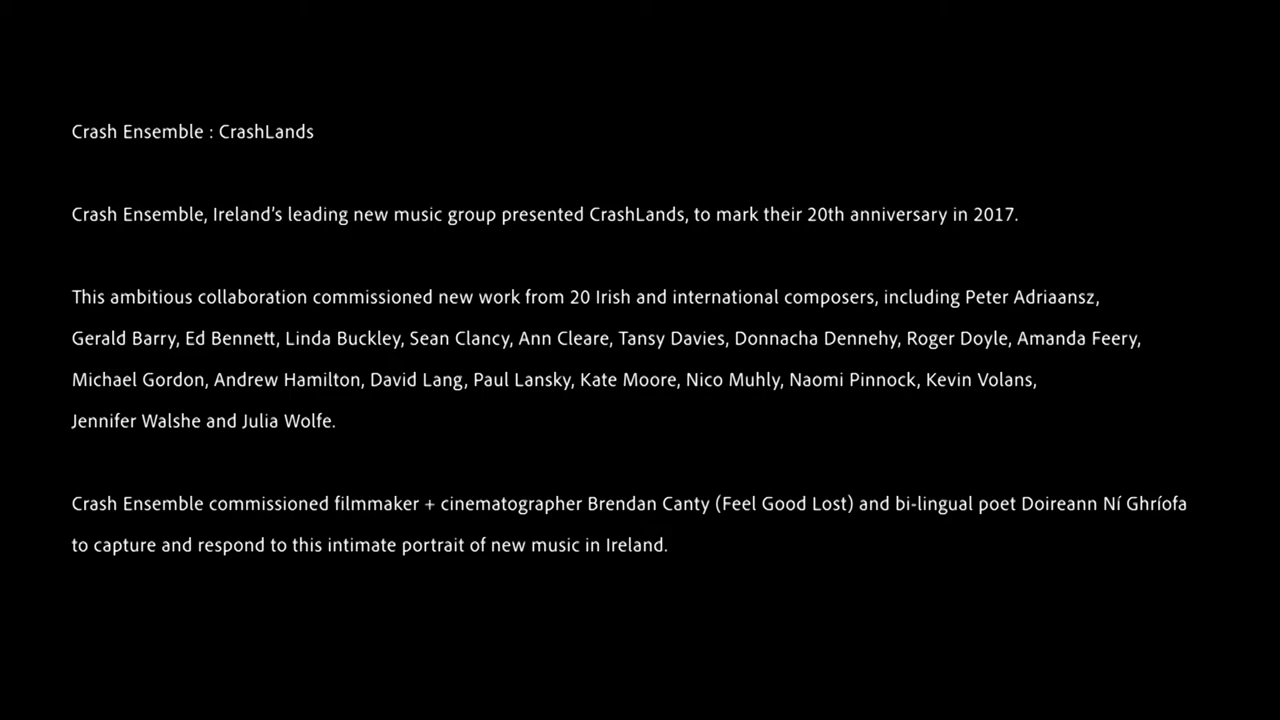 Crash Ensemble : CrashLands
Crash Ensemble, Ireland's leading new music group presented CrashLands, to mark their 20th anniversary in 2017.
This ambitious collaboration commissioned new work from 20 Irish and international composers, including Peter Adriaansz,
Gerald Barry, Ed Bennett, Linda Buckley, Sean Clancy, Ann Cleare, Tansy Davies, Donnacha Dennehy, Roger Doyle, Amanda Feery,
Michael Gordon, Andrew Hamilton, David Lang, Paul Lansky, Kate Moore, Nico Muhly, Naomi Pinnock, Kevin Volans,
Jennifer Walshe and Julia Wolfe.
Crash Ensemble commissioned filmmaker + cinematographer Brendan Canty (Feel Good Lost) and bi-lingual poet Doireann Ní Ghríofa
to capture and respond to this intimate portrait of new music in Ireland.